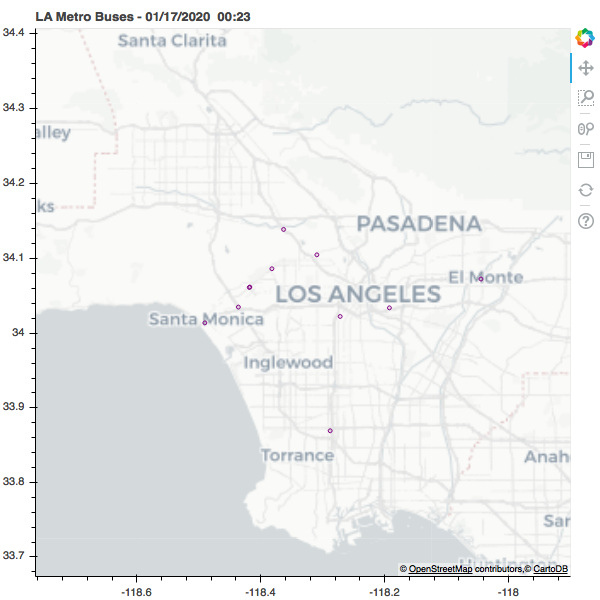 LA Metro Buses - 01/17/2020 00:23
34.4
Santa Clarita
34.3
alley
34.2
ks
PASADENA
34.1
El Monte
LOS ANGELES
Santa Monica
34
Inglewood
33.9
Torrance
Anah
33.8
San
33.7
Huntington
© OpenStreetMap contributors,© CartoDB
-118.6
-118.4
-118.2
-118